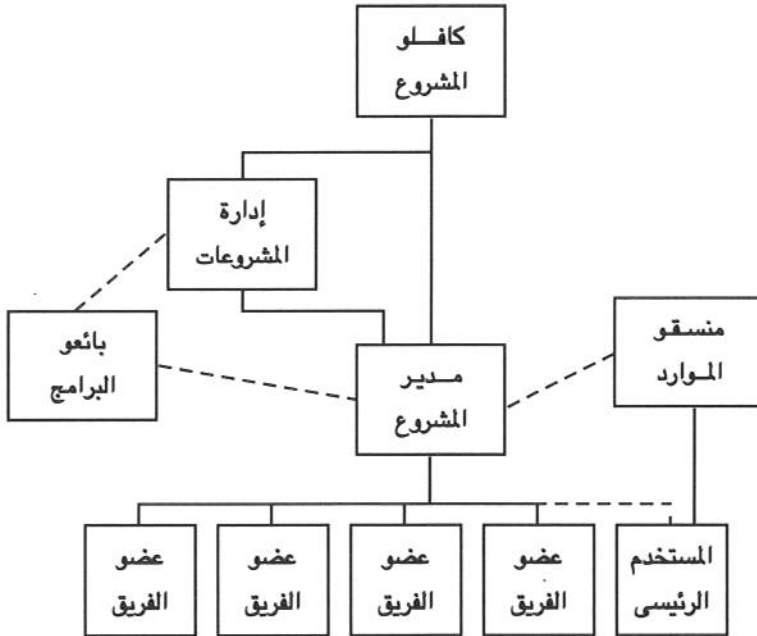 كافلو
المشروع
إدارة
المشروعات
بائعو
البرامج
منسقو
الموارد
مدير
المشروع
المستخدم
الرئيسى
عضو
الفريق
عضو
الفريق
عضو
الفريق
عضو
الفريق